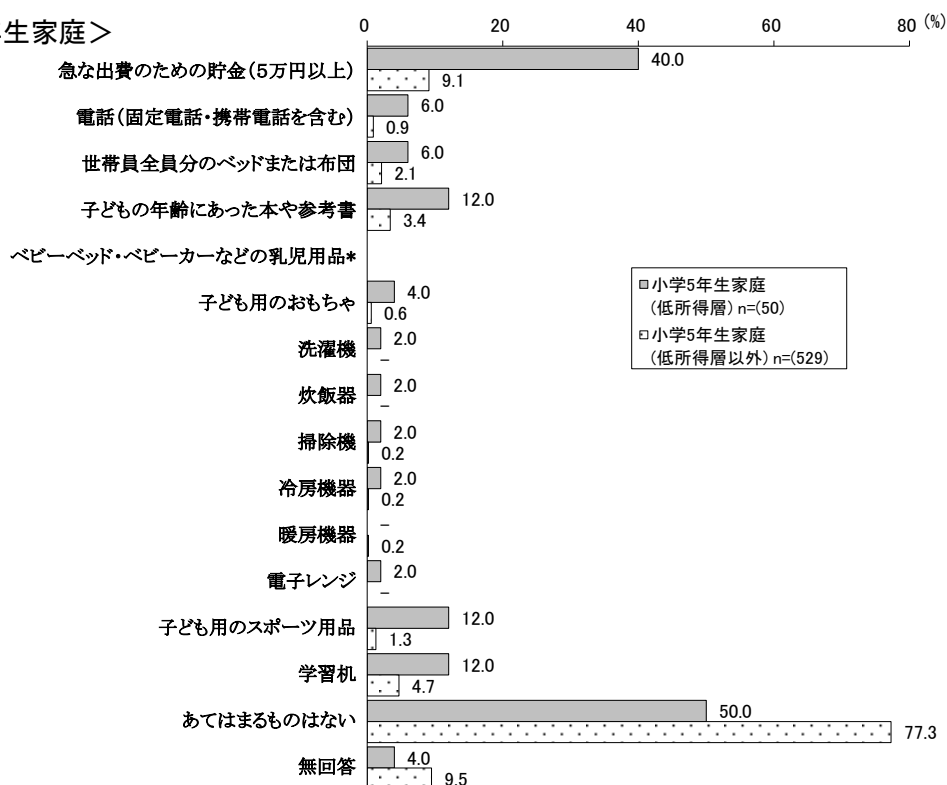 生家庭＞
0 20 40 60 80 (%)
急な出費のための貯金(5万円以上) 40.0
9.1
電話(固定電話・携帯電話を含む) 6.0
0.9
世帯員全員分のベッドまたは布団 6.0
2.1
子どもの年齢にあった本や参考書 12.0
3.4
ベビーベッド・ベビーカーなどの乳児用品*
子ども用のおもちゃ 4.0
0.6
洗濯機 2.0
–
炊飯器 2.0
–
掃除機 2.0
0.2
冷房機器 2.0
0.2
暖房機器 –
0.2
電子レンジ 2.0
–
子ども用のスポーツ用品 12.0
1.3
学習机 12.0
4.7
あてはまるものはない 50.0
77.3
無回答 4.0
9.5
小学5年生家庭
(低所得層) n=(50)
小学5年生家庭
(低所得層以外) n=(529)